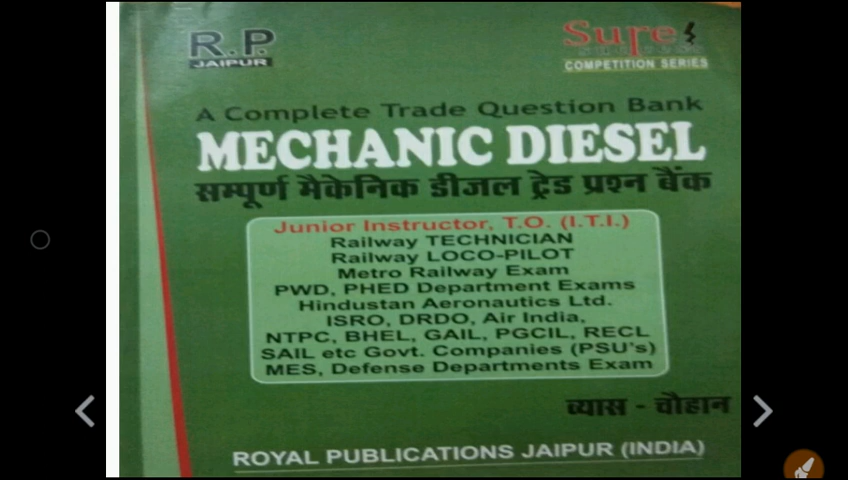 R.P.
JAIPUR
Sure!
COMPETITION SERIES
A Complete Trade Question Bank
MECHANIC DIESEL
सम्पूर्ण मैकेनिक डीजल ट्रेड प्रश्न बैंक
Junior Instructor, T.O. (I.T.I.)
Railway TECHNICIAN
Railway LOCO-PILOT
Metro Railway Exam
PWD, PHED Department Exams
Hindustan Aeronautics Ltd.
ISRO, DRDO, Air India,
NTPC, BHEL, GAIL, PGCIL, RECL
SAIL etc Govt. Companies (PSU's)
MES, Defense Departments Exam
व्यास - चौहान
ROYAL PUBLICATIONS JAIPUR (INDIA)